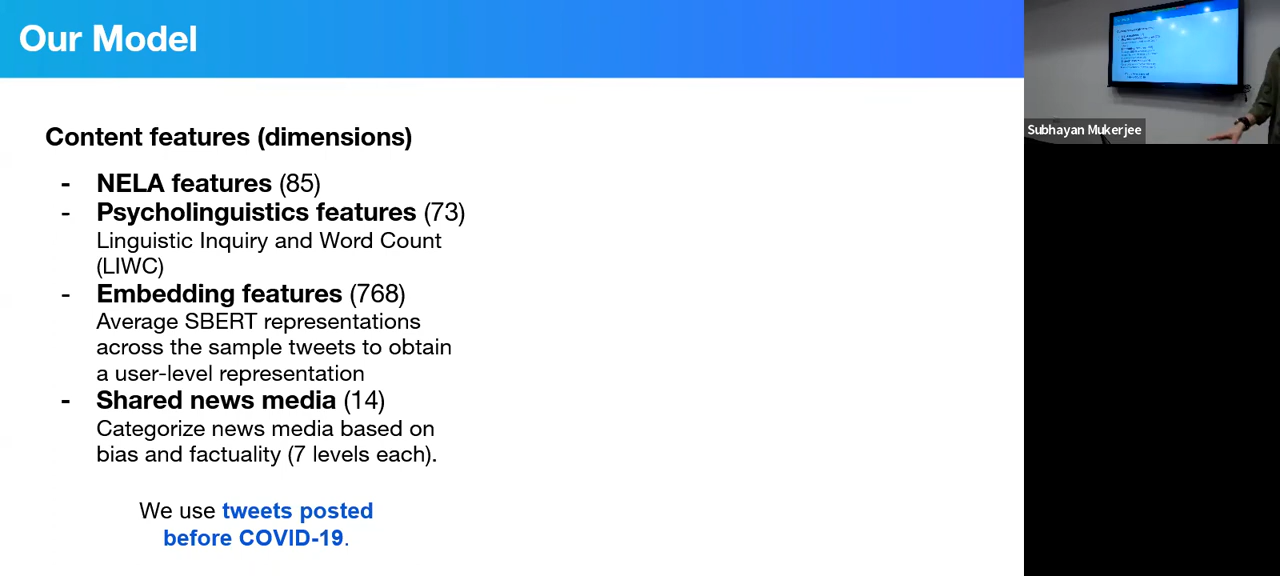 Our Model
Content features (dimensions)
- NELA features (85)
- Psycholinguistics features (73)
Linguistic Inquiry and Word Count
(LIWC)
- Embedding features (768)
Average SBERT representations
across the sample tweets to obtain
a user-level representation
- Shared news media (14)
Categorize news media based on
bias and factuality (7 levels each).
We use tweets posted
before COVID-19.
Subhayan Mukerjee